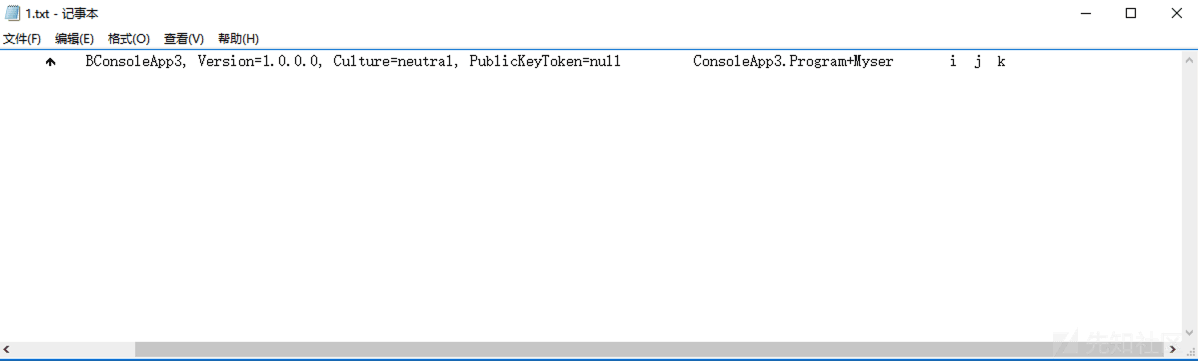 1.txt - 记事本
文件(F) 编辑(E) 格式(O) 查看(V) 帮助(H)
BConsoleApp3, Version=1.0.0.0, Culture=neutral, PublicKeyToken=null ConsoleApp3.Program+Myser i j k
先知社区